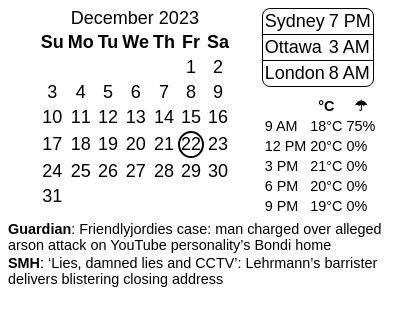 December 2023
Su Mo Tu We Th Fr Sa
1 2
3 4 5 6 7 8 9
10 11 12 13 14 15 16
17 18 19 20 21 22 23
24 25 26 27 28 29 30
31
Sydney 7 PM
Ottawa 3 AM
London 8 AM
°C ☂
9 AM 18°C 75%
12 PM 20°C 0%
3 PM 21°C 0%
6 PM 20°C 0%
9 PM 19°C 0%
Guardian: Friendlyjordies case: man charged over alleged
arson attack on YouTube personality’s Bondi home
SMH: ‘Lies, damned lies and CCTV’: Lehrmann’s barrister
delivers blistering closing address